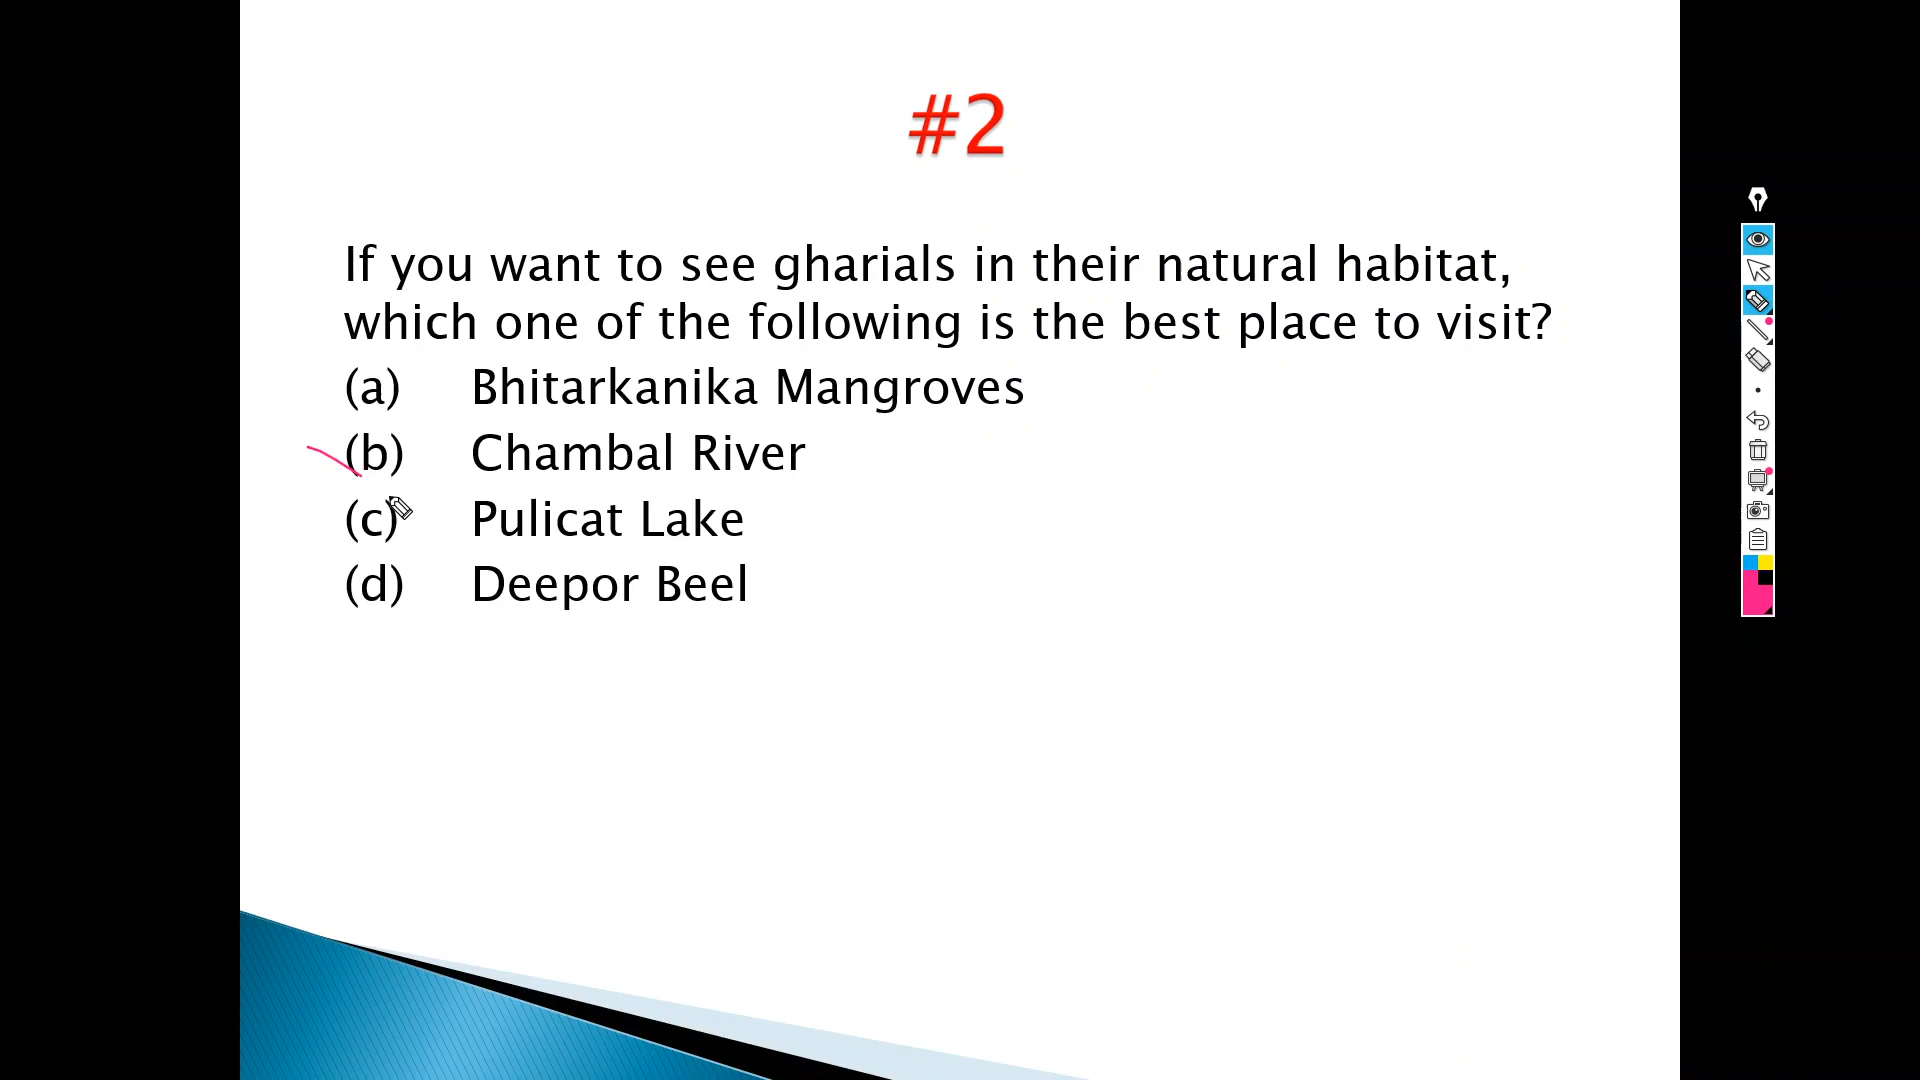 #2
If you want to see gharials in their natural habitat,
which one of the following is the best place to visit?
(a) Bhitarkanika Mangroves
(b) Chambal River
(c) Pulicat Lake
(d) Deepor Beel